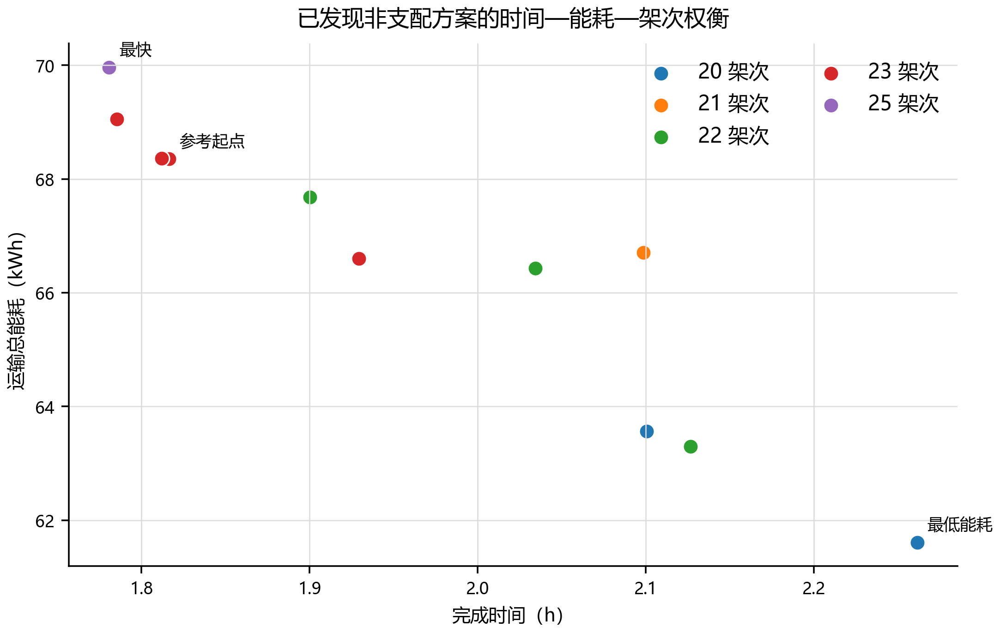 已发现非支配方案的时间—能耗—架次权衡
最快
参考起点
最低能耗
20 架次
21 架次
22 架次
23 架次
25 架次
运输总能耗（kWh）
70
68
66
64
62
1.8
1.9
2.0
2.1
2.2
完成时间（h）